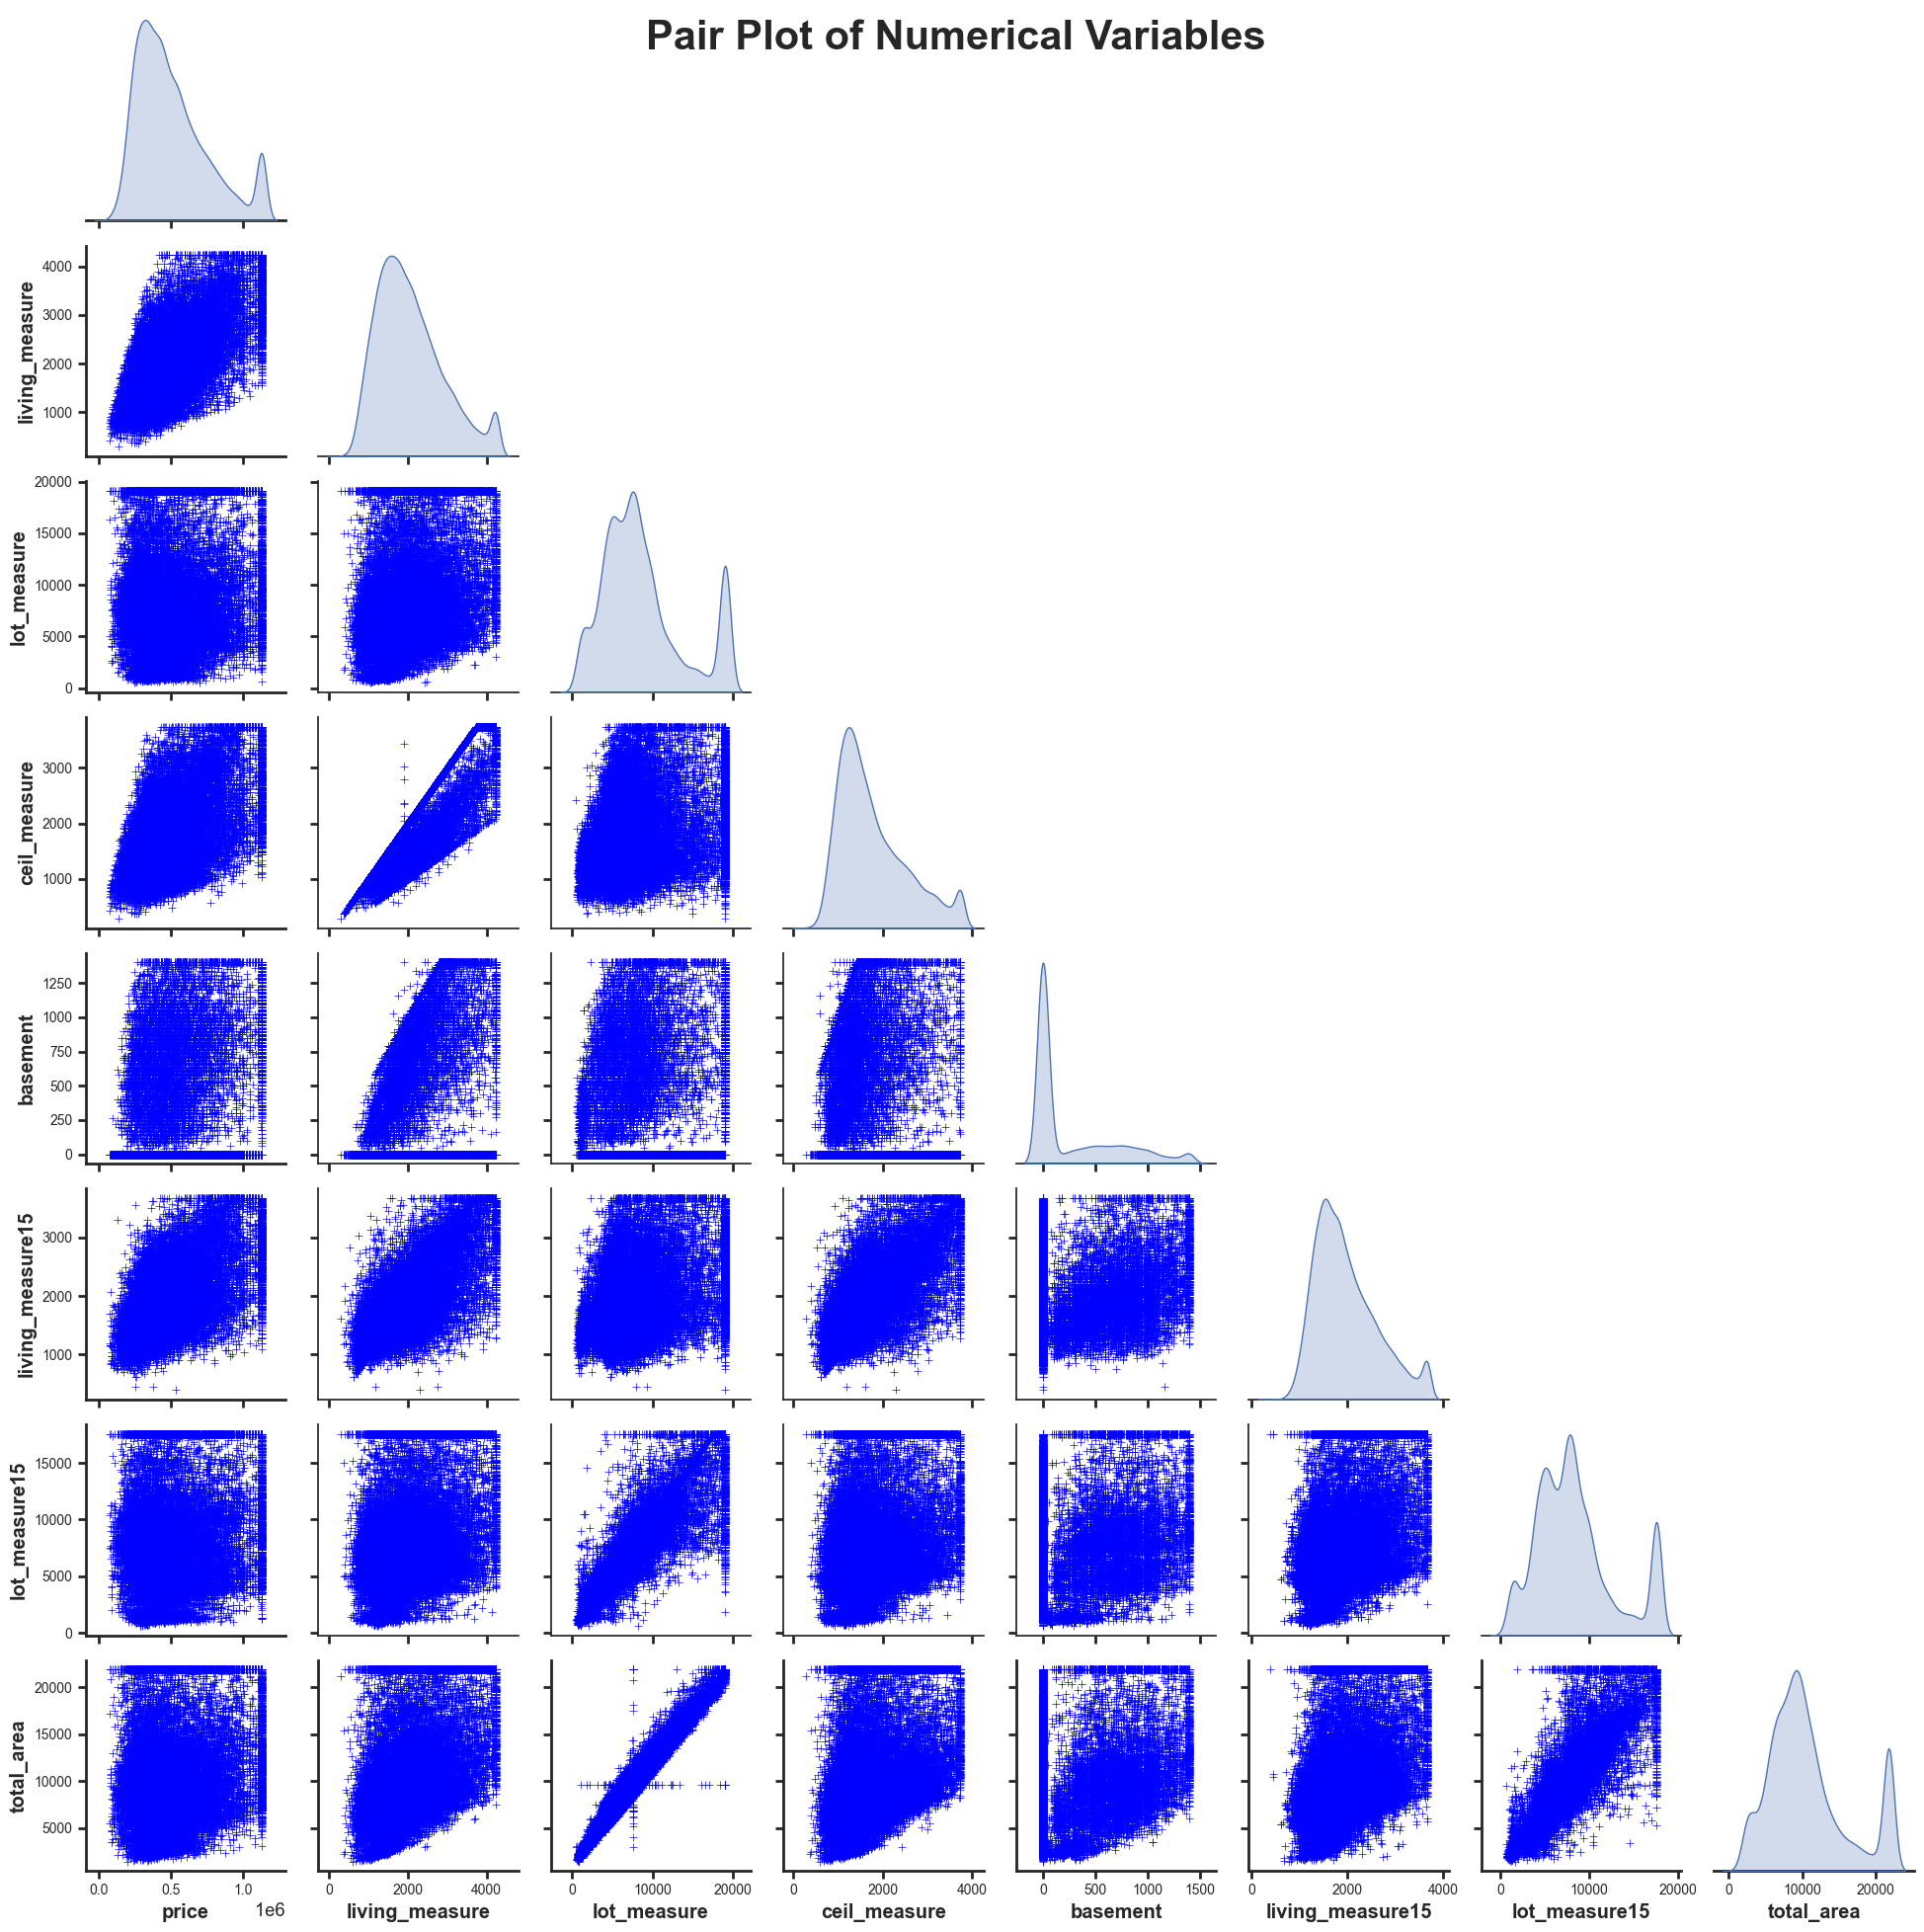 Pair Plot of Numerical Variables
living_measure
4000
3000
2000
1000
lot_measure
20000
15000
10000
5000
0
ceil_measure
3000
2000
1000
basement
1250
1000
750
500
250
0
living_measure15
3000
2000
1000
lot_measure15
15000
10000
5000
0
total_area
20000
15000
10000
5000
0.0 0.5 1.0 0 2000 4000 0 10000 20000 0 2000 4000 0 500 1000 1500 0 2000 4000 0 10000 20000 0 10000 20000
price 1e6 living_measure lot_measure ceil_measure basement living_measure15 lot_measure15 total_area